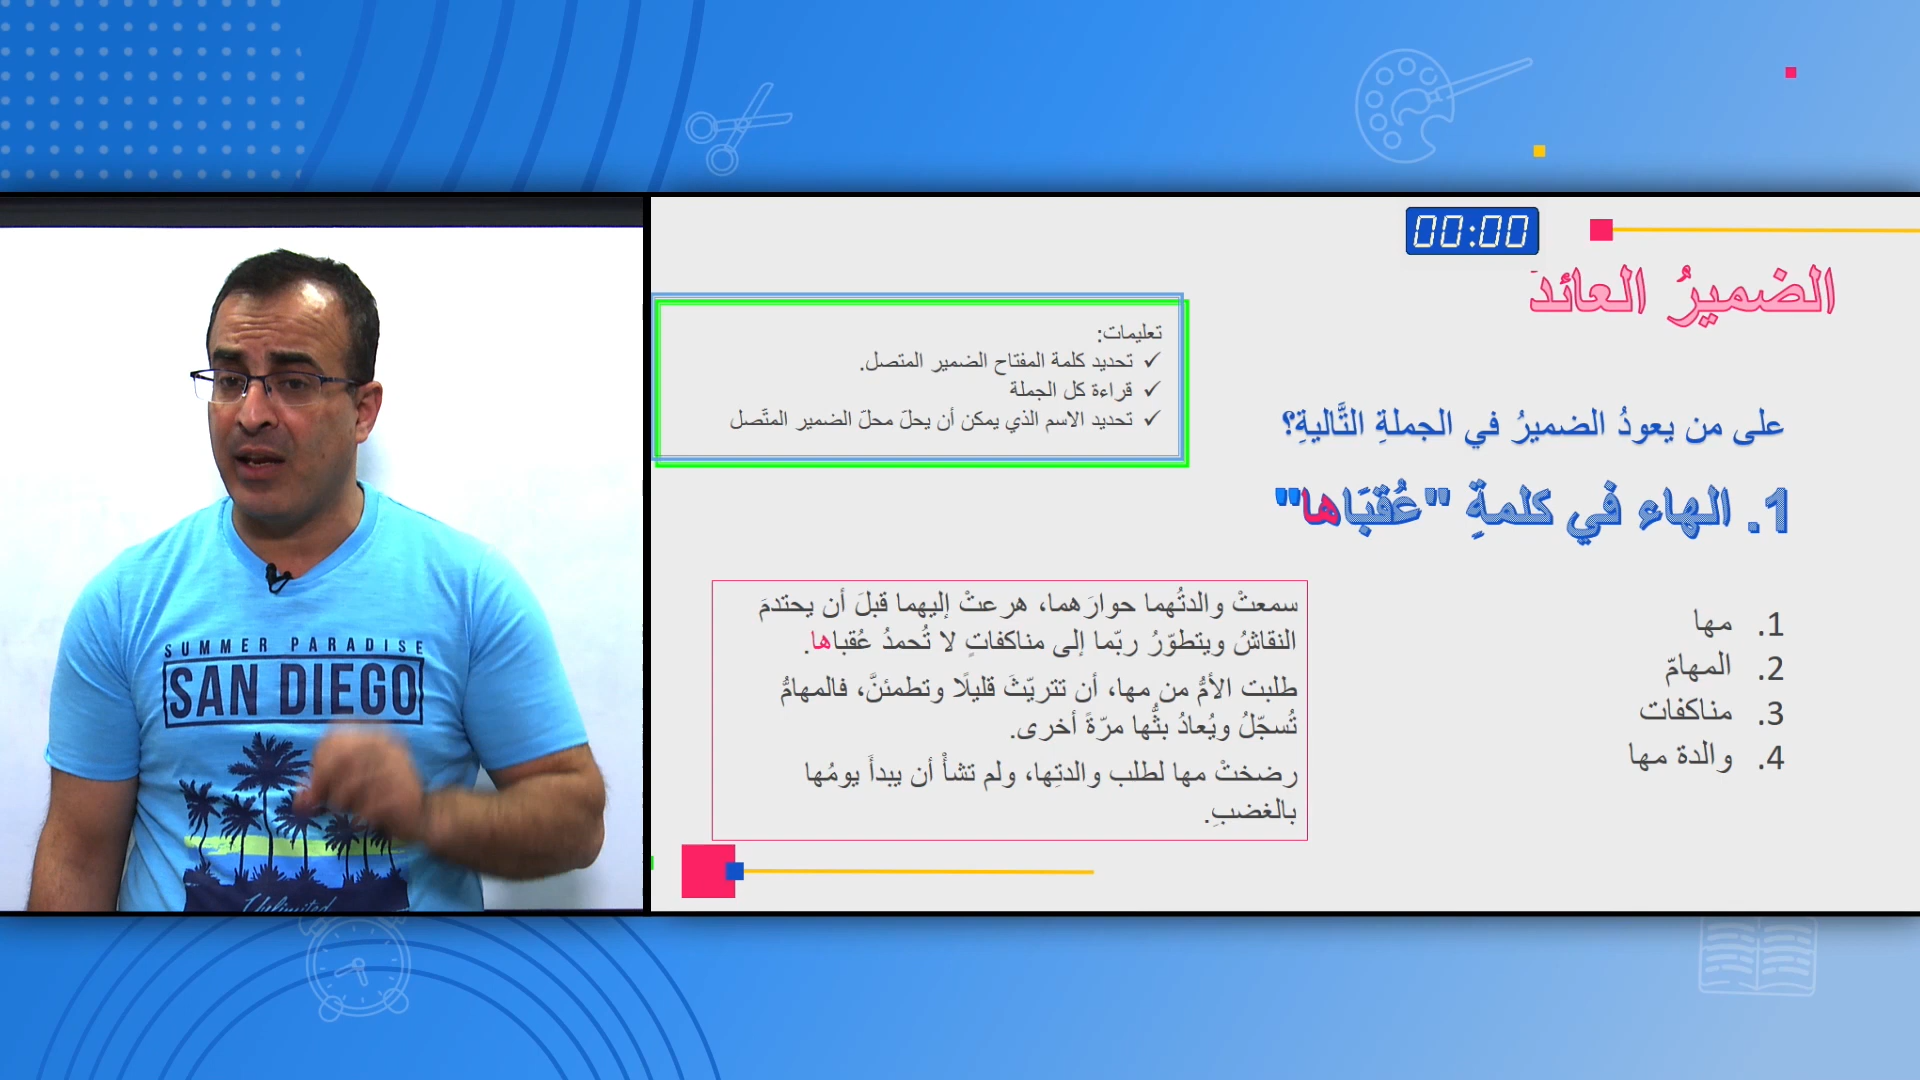 00:00
الضميرُ العائدَ
تعليمات:
✓ تحديد كلمة المفتاح الضمير المتصل.
✓ قراءة كل الجملة
✓ تحديد الاسم الذي يمكن أن يحلّ محلّ الضمير المتَّصل
على من يعودُ الضميرُ في الجملةِ التَّاليةِ؟
1. الهاء في كلمةِ "عُقبَاها"
1. مها
2. المهامّ
3. مناكفات
4. والدة مها
سمعتْ والدتُهما حوارَهما، هرعتْ إليهما قبلَ أن يحتدمَ
النقاشُ ويتطوّرُ ربّما إلى مناكفاتٍ لا تُحمدُ عُقباها.
طلبت الأمُّ من مها، أن تتريّثَ قليلًا وتطمئنَّ، فالمهامُّ
تُسجّلُ ويُعادُ بثُّها مرّةً أخرى.
رضختْ مها لطلب والدتِها، ولم تشأْ أن يبدأَ يومُها
بالغضبِ.
SUMMER PARADISE
SAN DIEGO
Unlimited